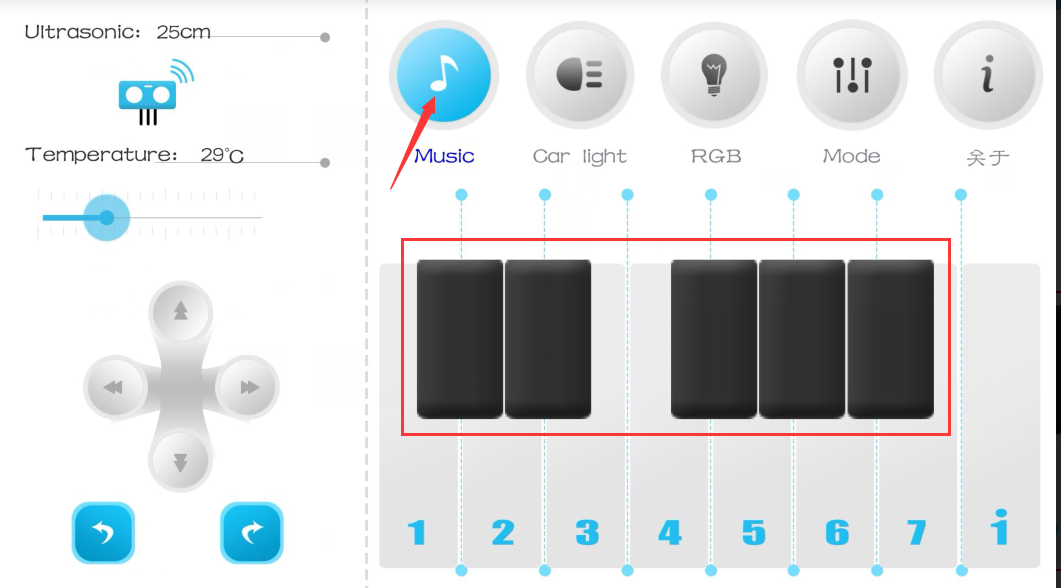 Ultrasonic: 25cm
Temperature: 29℃
Music
Car light
RGB
Mode
关于
1 2 3 4 5 6 7 i